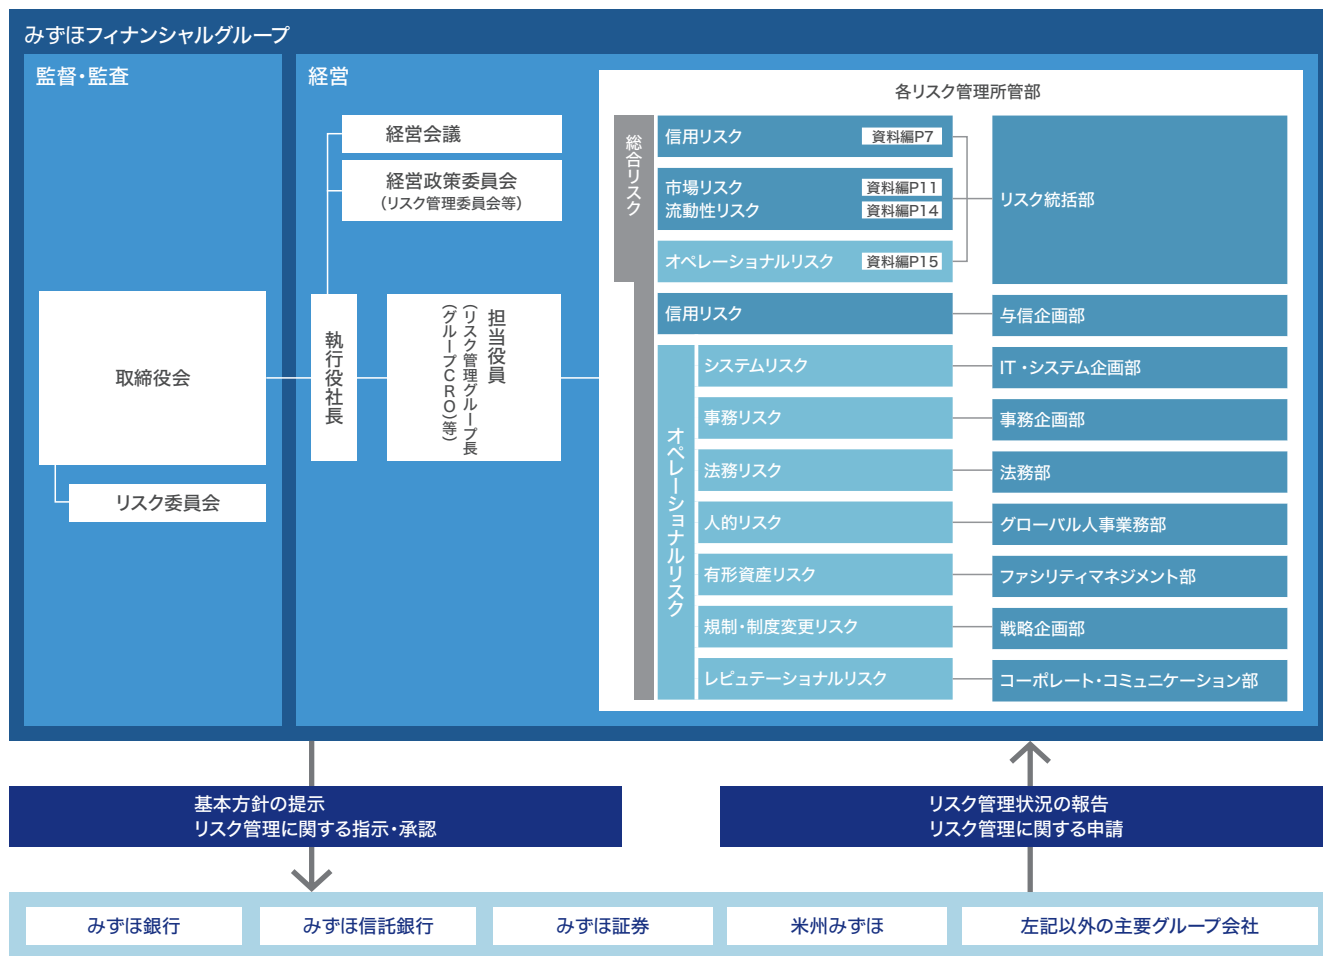 みずほフィナンシャルグループ
監督・監査
取締役会
リスク委員会
経営
経営会議
経営政策委員会
（リスク管理委員会等）
執行役社長
担当役員
（リスク管理グループ長
（グループCRO）等）
各リスク管理所管部
総合リスク
信用リスク 資料編P7
市場リスク 資料編P11
流動性リスク 資料編P14
オペレーショナルリスク 資料編P15
リスク統括部
信用リスク
与信企画部
オペレーショナルリスク
システムリスク
IT・システム企画部
事務リスク
事務企画部
法務リスク
法務部
人的リスク
グローバル人事業務部
有形資産リスク
ファシリティマネジメント部
規制・制度変更リスク
戦略企画部
レピュテーショナルリスク
コーポレート・コミュニケーション部
基本方針の提示
リスク管理に関する指示・承認
リスク管理状況の報告
リスク管理に関する申請
みずほ銀行
みずほ信託銀行
みずほ証券
米州みずほ
左記以外の主要グループ会社